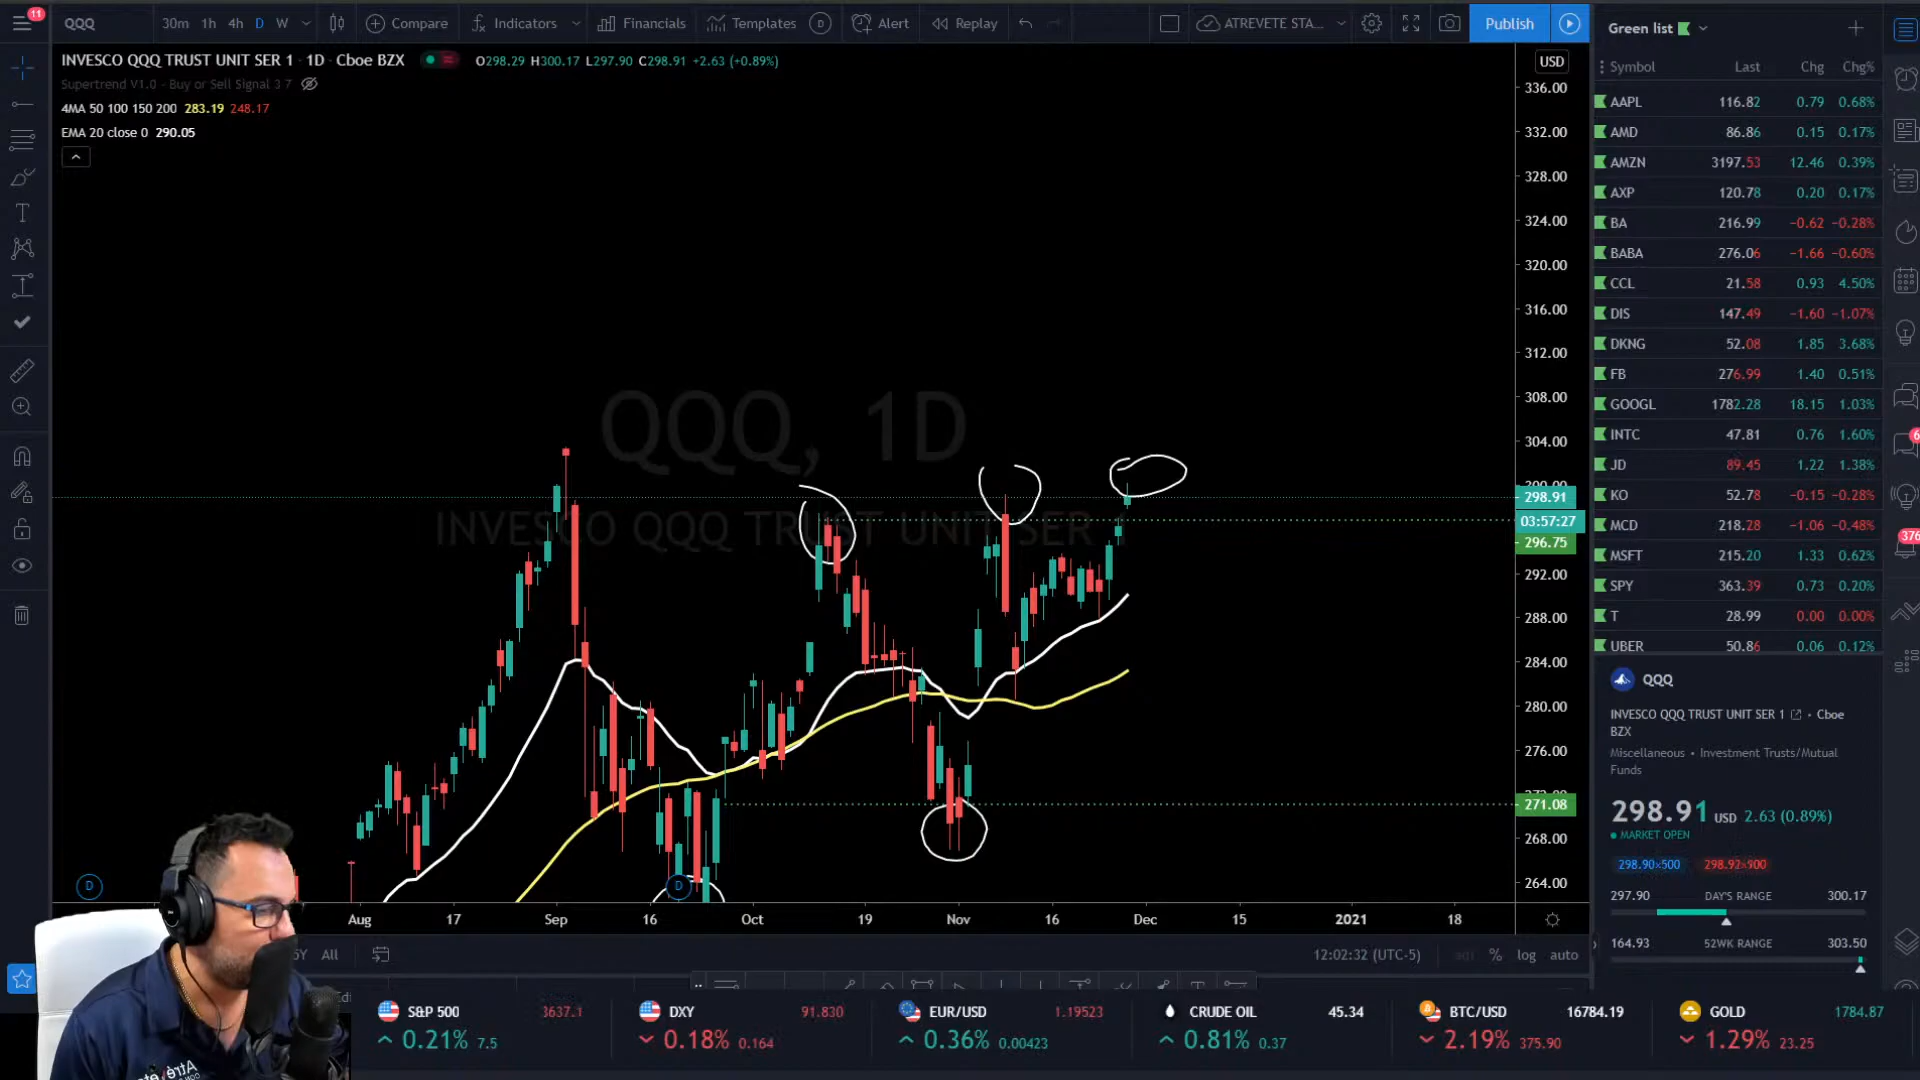 11
QQQ
30m 1h 4h D W
Compare
Indicators
Financials
Templates
D
Alert
Replay
ATREVETE STA...
Publish
INVESCO QQQ TRUST UNIT SER 1 · 1D · Cboe BZX
O298.29 H300.17 L297.90 C298.91 +2.63 (+0.89%)
Supertrend V1.0 - Buy or Sell Signal 3 7
4MA 50 100 150 200 283.19 248.17
EMA 20 close 0 290.05
QQQ, 1D
INVESCO QQQ TRUST UNIT SER 1
USD
336.00
332.00
328.00
324.00
320.00
316.00
312.00
308.00
304.00
298.91
03:57:27
296.75
292.00
288.00
284.00
280.00
276.00
271.08
268.00
264.00
D
D
Aug 17 Sep 16 Oct 19 Nov 16 Dec 15 2021 18
5Y All
12:02:32 (UTC-5)
%
log
auto
Green list
Symbol Last Chg Chg%
AAPL 116.82 0.79 0.68%
AMD 86.86 0.15 0.17%
AMZN 3197.53 12.46 0.39%
AXP 120.78 0.20 0.17%
BA 216.99 −0.62 −0.28%
BABA 276.06 −1.66 −0.60%
CCL 21.58 0.93 4.50%
DIS 147.49 −1.60 −1.07%
DKNG 52.08 1.85 3.68%
FB 276.99 1.40 0.51%
GOOGL 1782.28 18.15 1.03%
INTC 47.81 0.76 1.60%
JD 89.45 1.22 1.38%
KO 52.78 −0.15 −0.28%
MCD 218.28 −1.06 −0.48%
MSFT 215.20 1.33 0.62%
SPY 363.39 0.73 0.20%
T 28.99 0.00 0.00%
UBER 50.86 0.06 0.12%
6
376
QQQ
INVESCO QQQ TRUST UNIT SER 1 • Cboe
BZX
Miscellaneous • Investment Trusts/Mutual
Funds
298.91 USD 2.63 (0.89%)
MARKET OPEN
298.90×500 298.92×900
297.90 DAY'S RANGE 300.17
164.93 52WK RANGE 303.50
S&P 500 3637.1
0.21% 7.5
DXY 91.830
0.18% 0.164
EUR/USD 1.19523
0.36% 0.00423
CRUDE OIL 45.34
0.81% 0.37
BTC/USD 16784.19
2.19% 375.90
GOLD 1784.87
1.29% 23.25